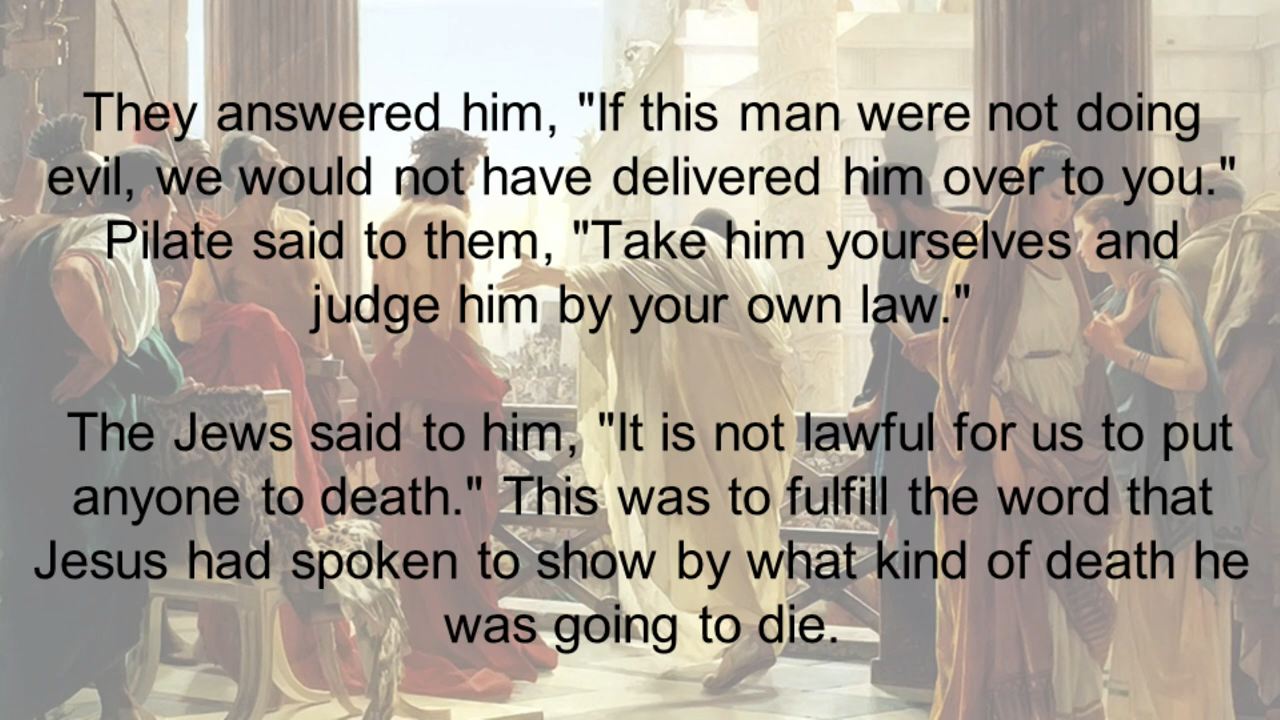 They answered him, "If this man were not doing
evil, we would not have delivered him over to you."
Pilate said to them, "Take him yourselves and
judge him by your own law."
The Jews said to him, "It is not lawful for us to put
anyone to death." This was to fulfill the word that
Jesus had spoken to show by what kind of death he
was going to die.